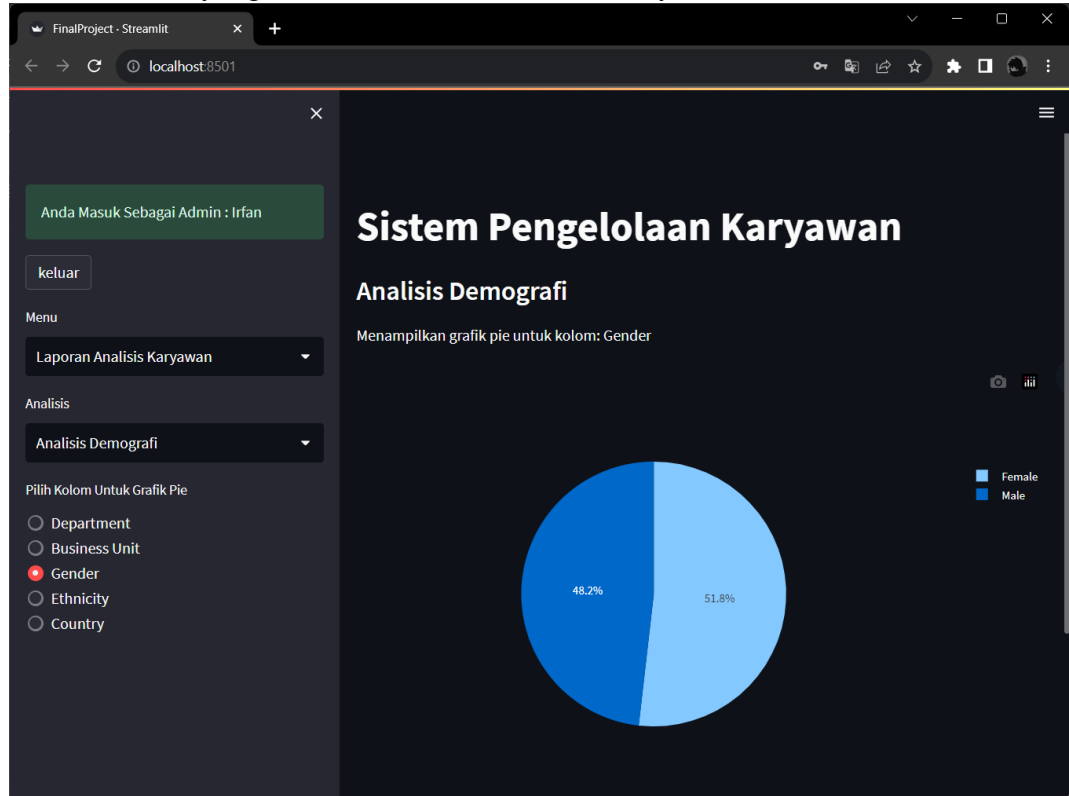 FinalProject · Streamlit
localhost:8501
Anda Masuk Sebagai Admin : Irfan
keluar
Menu
Laporan Analisis Karyawan
Analisis
Analisis Demografi
Pilih Kolom Untuk Grafik Pie
Department
Business Unit
Gender
Ethnicity
Country
Sistem Pengelolaan Karyawan
Analisis Demografi
Menampilkan grafik pie untuk kolom: Gender
Female
Male
48.2%
51.8%